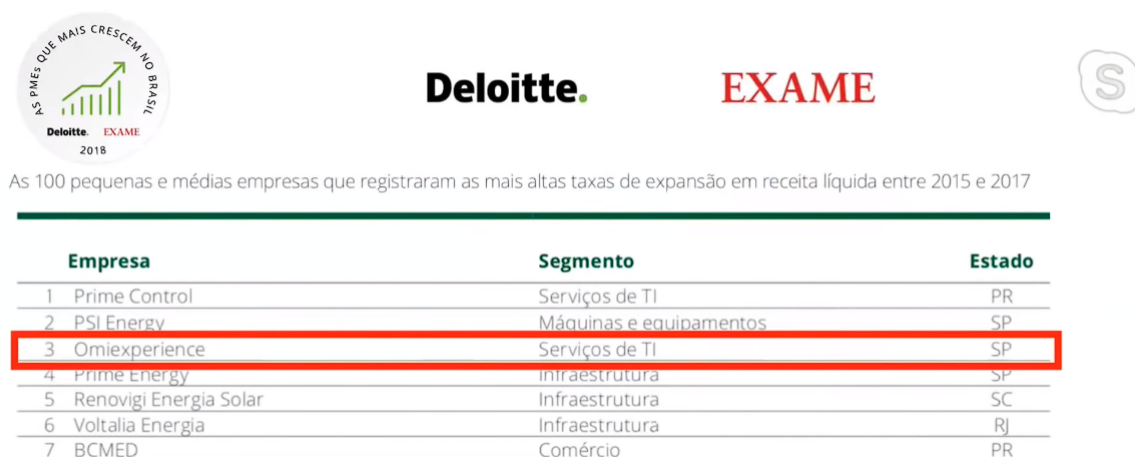 AS PMEs QUE MAIS CRESCEM NO BRASIL
Deloitte. EXAME
2018
Deloitte. EXAME
S
As 100 pequenas e médias empresas que registraram as mais altas taxas de expansão em receita líquida entre 2015 e 2017
Empresa Segmento Estado
1 Prime Control Serviços de TI PR
2 PSI Energy Máquinas e equipamentos SP
3 Omiexperience Serviços de TI SP
4 Prime Energy Infraestrutura SP
5 Renovigi Energia Solar Infraestrutura SC
6 Voltalia Energia Infraestrutura RJ
7 BCMED Comércio PR